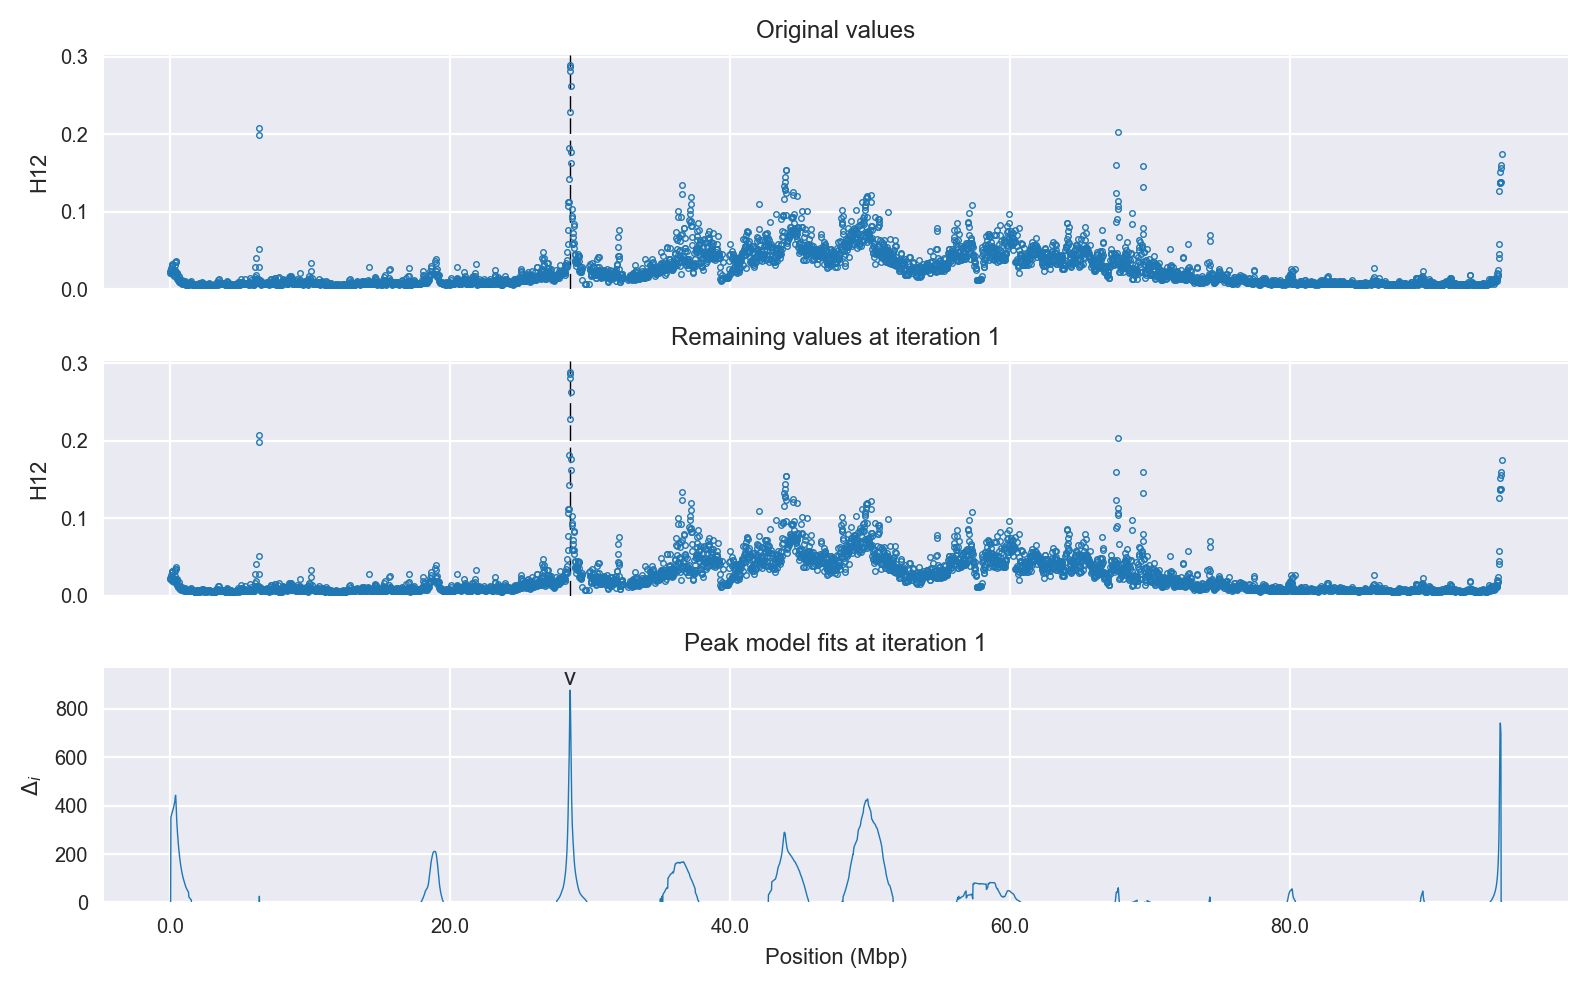 Original values
0.3
0.2
0.1
0.0
H12
Remaining values at iteration 1
0.3
0.2
0.1
0.0
H12
Peak model fits at iteration 1
v
800
600
400
200
0
Δi
0.0 20.0 40.0 60.0 80.0
Position (Mbp)